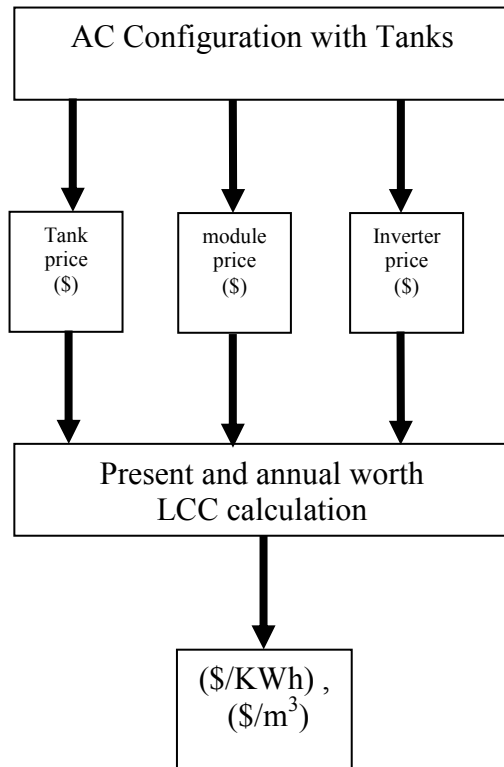 AC Configuration with Tanks
Tank
price
($)
module
price
($)
Inverter
price
($)
Present and annual worth
LCC calculation
($/KWh) ,
($/m³)